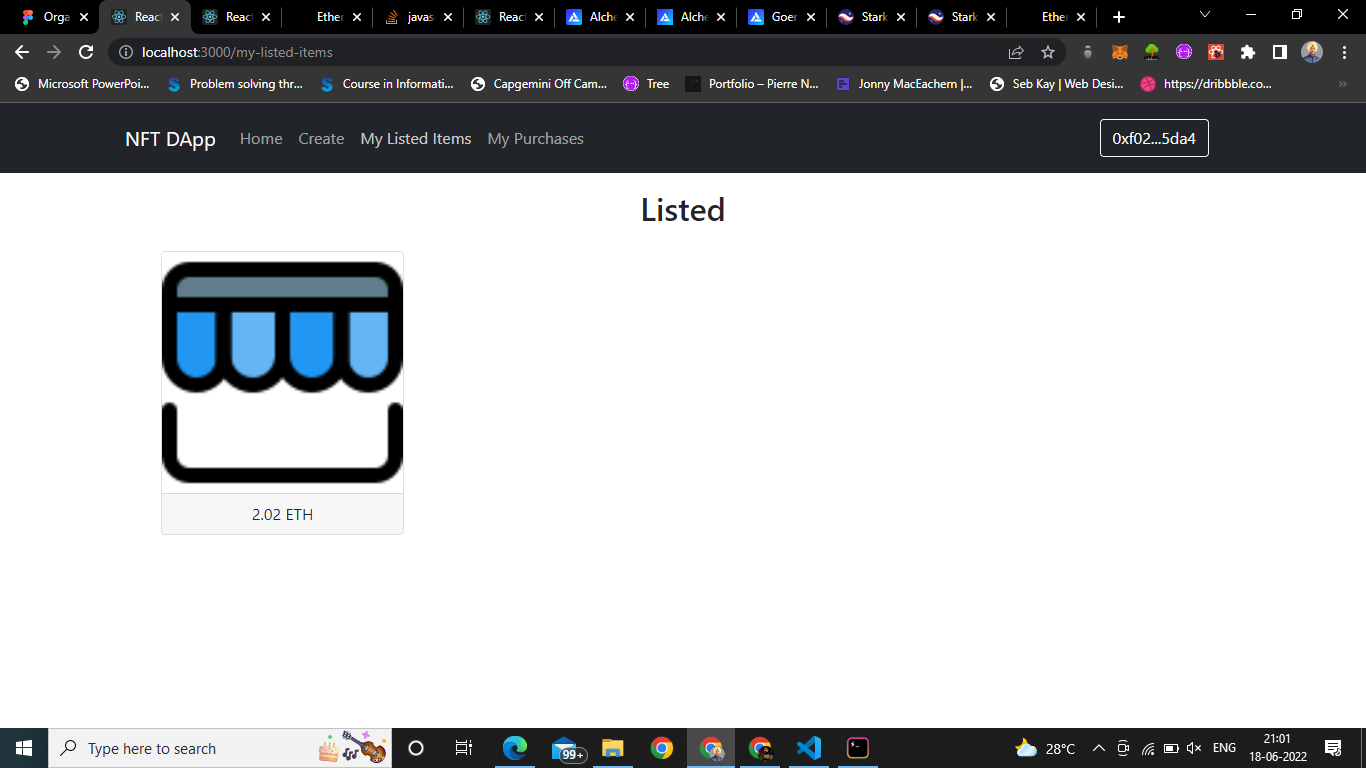 Orga React React Ether javas React Alche Alche Goer Stark Stark Ether
localhost:3000/my-listed-items
Microsoft PowerPoi... Problem solving thr... Course in Informati... Capgemini Off Cam... Tree Portfolio – Pierre N... Jonny MacEachern |... Seb Kay | Web Desi... https://dribbble.co... »
NFT DApp Home Create My Listed Items My Purchases 0xf02...5da4
Listed
2.02 ETH
Type here to search 99+ 28°C ENG 21:01
18-06-2022